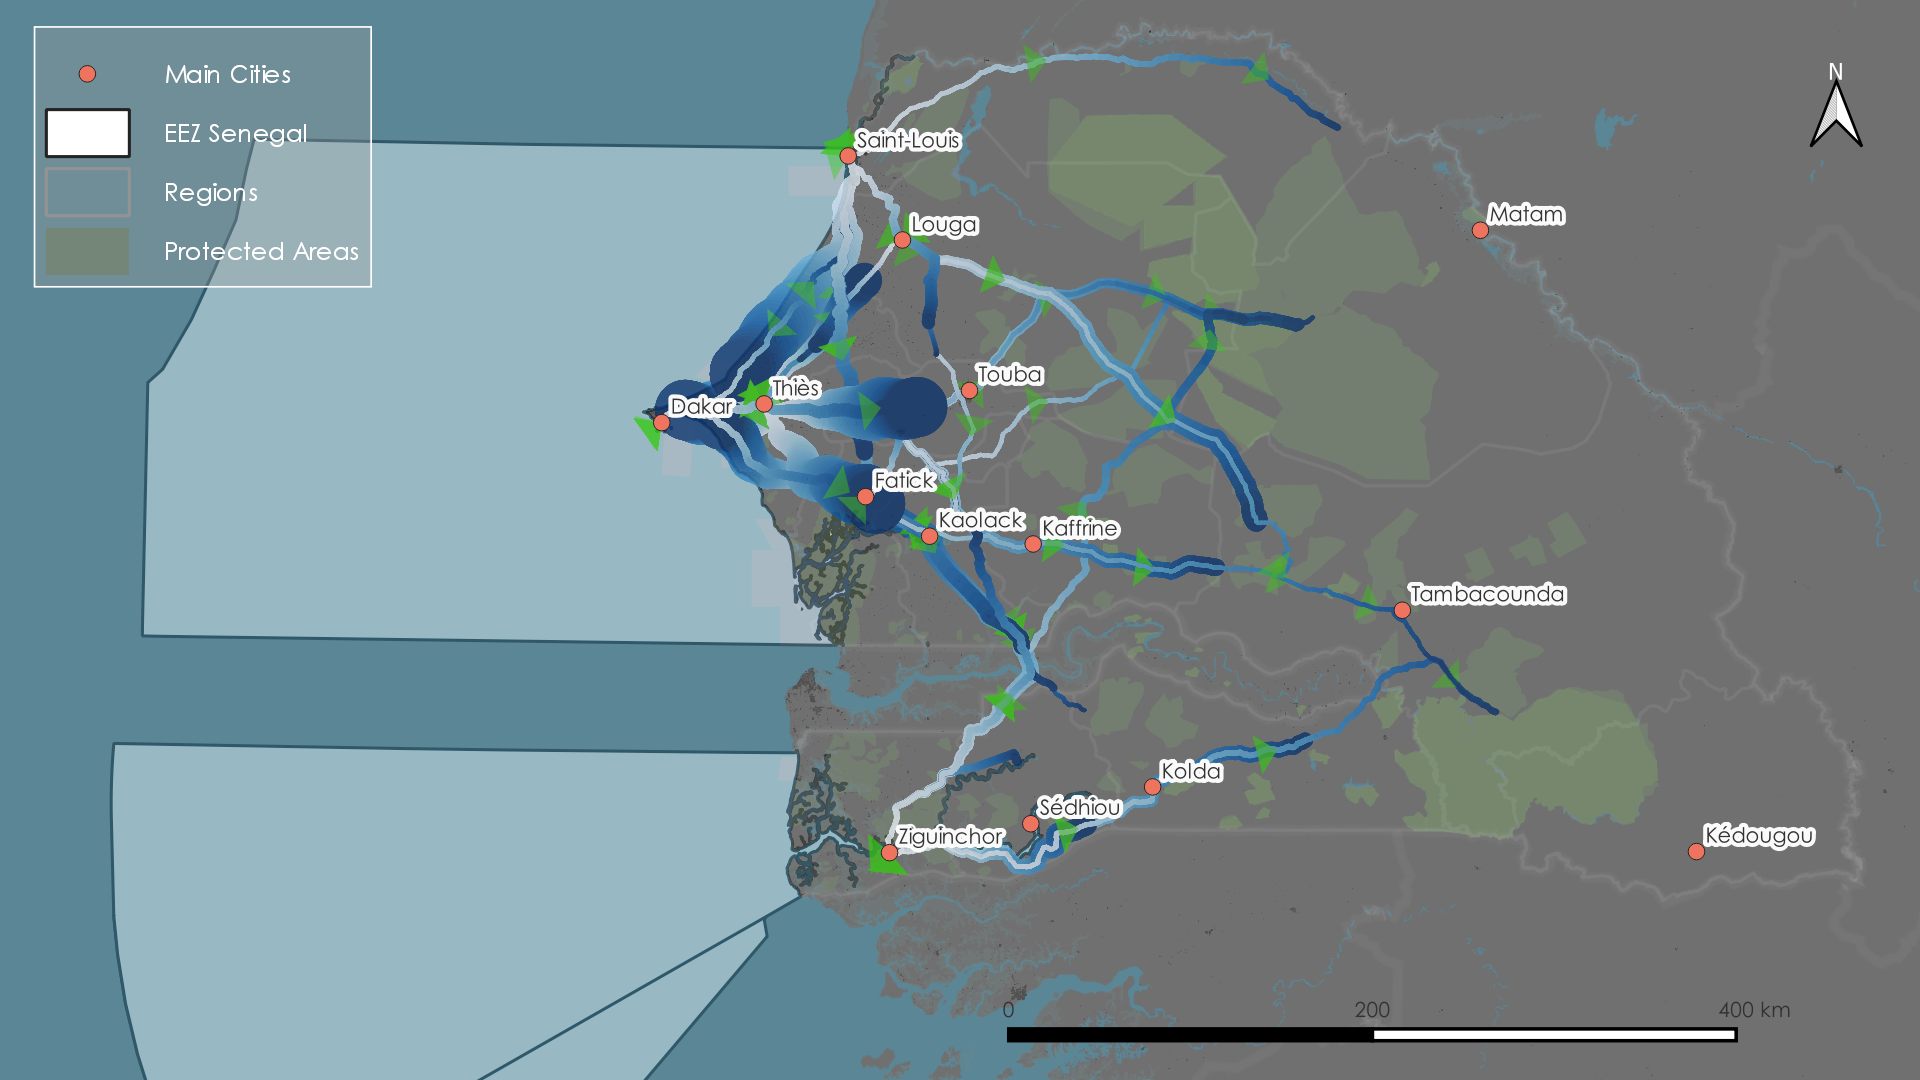 Main Cities
EEZ Senegal
Regions
Protected Areas
N
Saint-Louis
Louga
Matam
Touba
Thiès
Dakar
Fatick
Kaolack
Kaffrine
Tambacounda
Kolda
Sédhiou
Ziguinchor
Kédougou
0 200 400 km